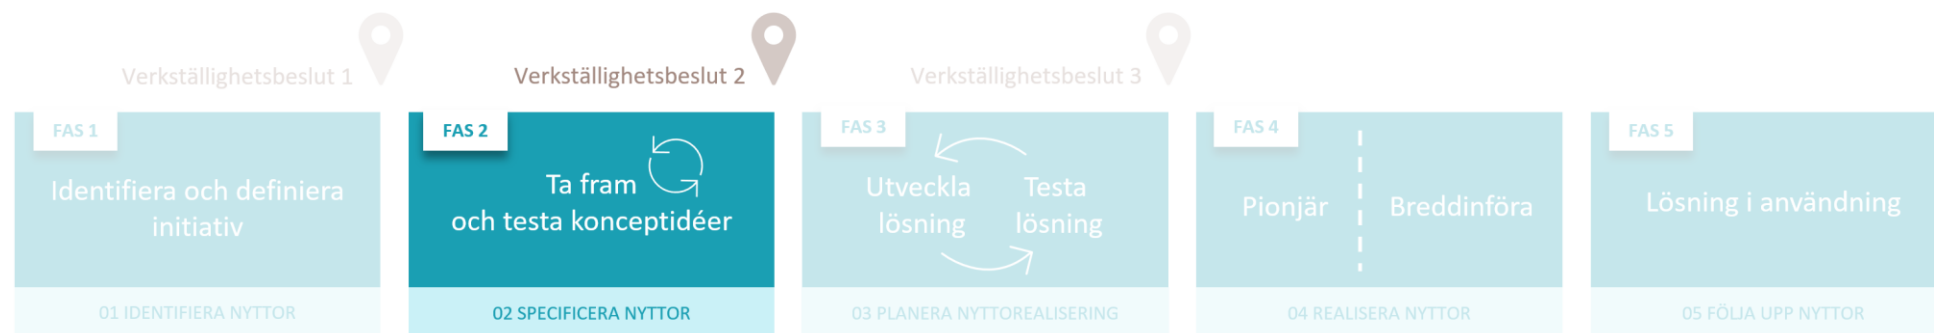 Verkställighetsbeslut 1
Verkställighetsbeslut 2
Verkställighetsbeslut 3
FAS 1
Identifiera och definiera
initiativ
01 IDENTIFIERA NYTTOR
FAS 2
Ta fram
och testa konceptidéer
02 SPECIFICERA NYTTOR
FAS 3
Utveckla
lösning
Testa
lösning
03 PLANERA NYTTOREALISERING
FAS 4
Pionjär
Breddinföra
04 REALISERA NYTTOR
FAS 5
Lösning i användning
05 FÖLJA UPP NYTTOR